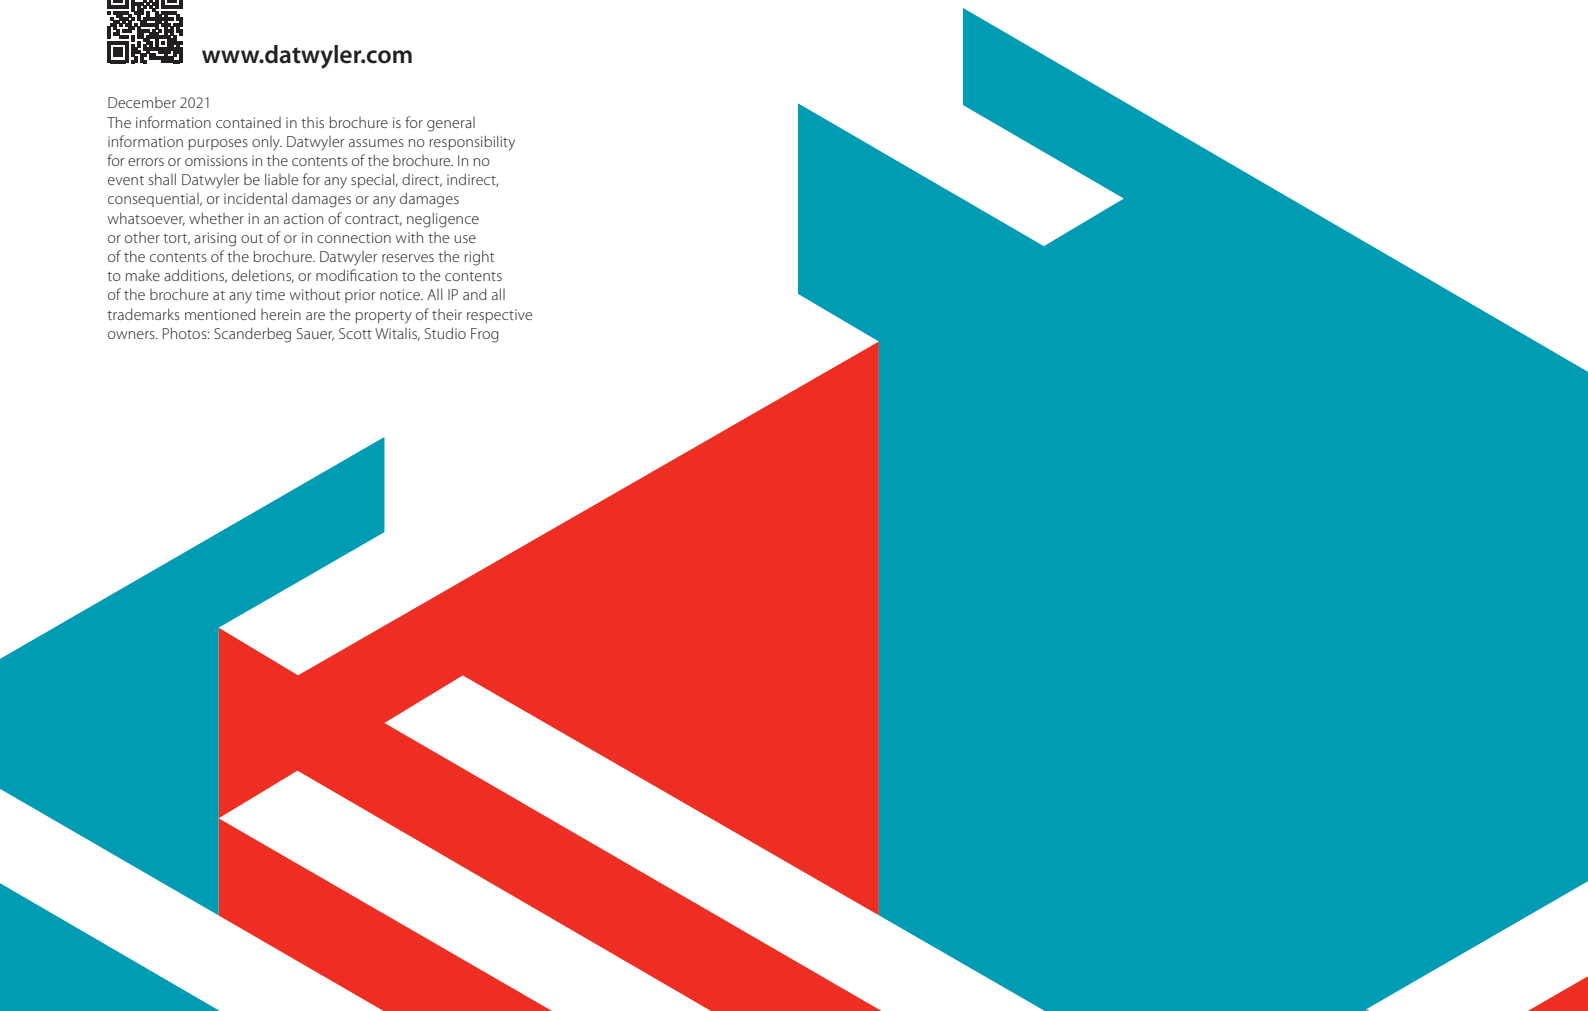 www.datwyler.com
December 2021
The information contained in this brochure is for general
information purposes only. Datwyler assumes no responsibility
for errors or omissions in the contents of the brochure. In no
event shall Datwyler be liable for any special, direct, indirect,
consequential, or incidental damages or any damages
whatsoever, whether in an action of contract, negligence
or other tort, arising out of or in connection with the use
of the contents of the brochure. Datwyler reserves the right
to make additions, deletions, or modification to the contents
of the brochure at any time without prior notice. All IP and all
trademarks mentioned herein are the property of their respective
owners. Photos: Scanderbeg Sauer, Scott Witalis, Studio Frog